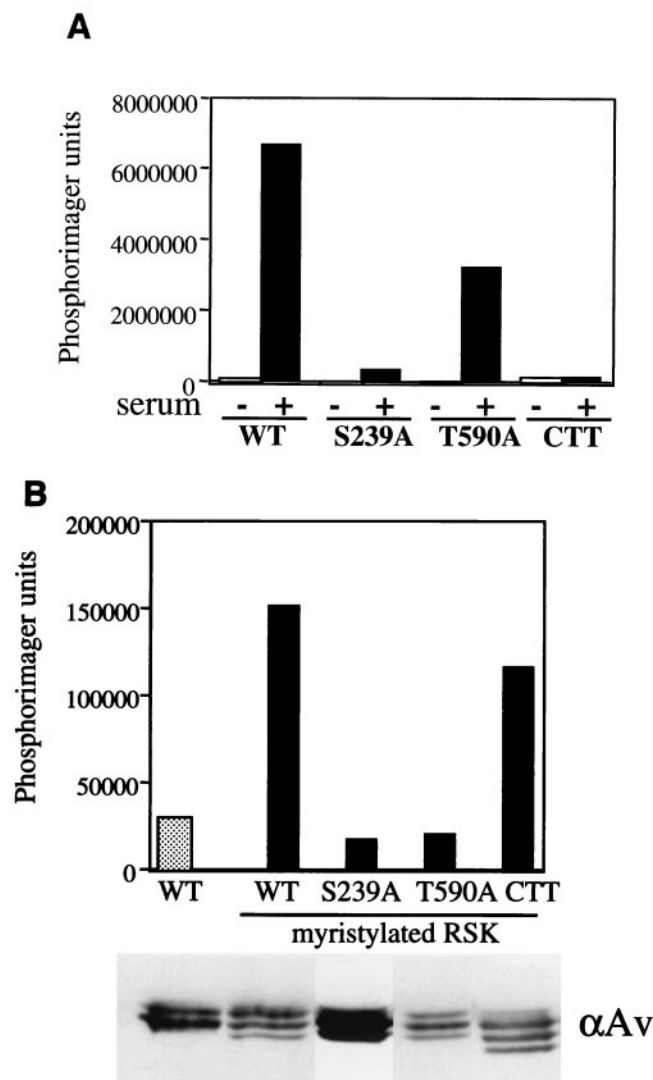 A
Phosphorimager units
8000000
6000000
4000000
2000000
0
serum - + - + - + - +
WT S239A T590A CTT
B
Phosphorimager units
200000
150000
100000
50000
0
WT WT S239A T590A CTT
myristylated RSK
αAv